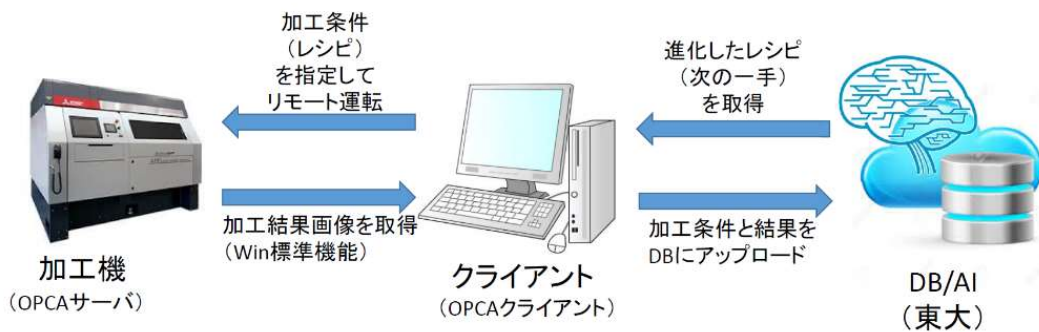 加工条件
（レシピ）
を指定して
リモート運転
進化したレシピ
（次の一手）
を取得
加工結果画像を取得
(Win標準機能)
加工条件と結果を
DBにアップロード
加工機
(OPCAサーバ)
クライアント
(OPCAクライアント)
DB/AI
（東大）